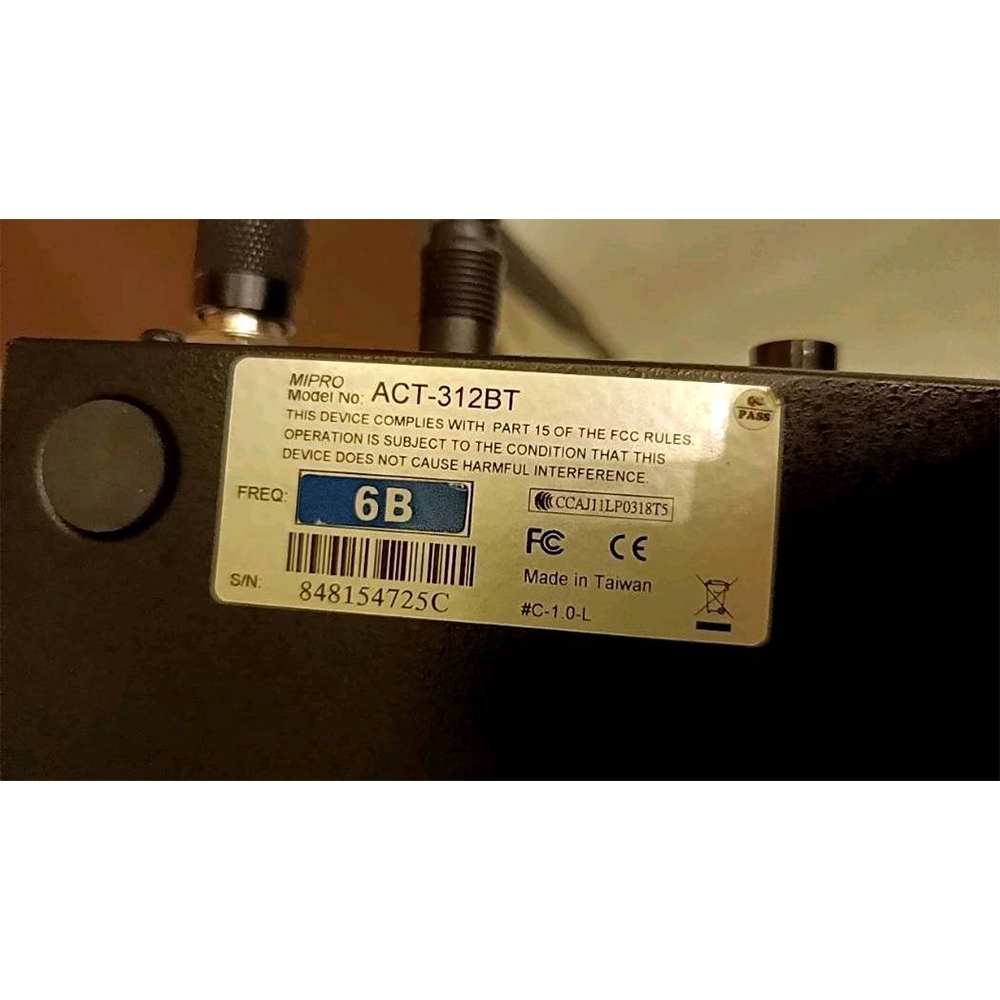 MIPRO
Model No: ACT-312BT
QC
PASS
THIS DEVICE COMPLIES WITH PART 15 OF THE FCC RULES.
OPERATION IS SUBJECT TO THE CONDITION THAT THIS
DEVICE DOES NOT CAUSE HARMFUL INTERFERENCE.
FREQ: 6B
CCAJ11LP0318T5
FC CE
S/N: 848154725C
Made in Taiwan
#C-1.0-L